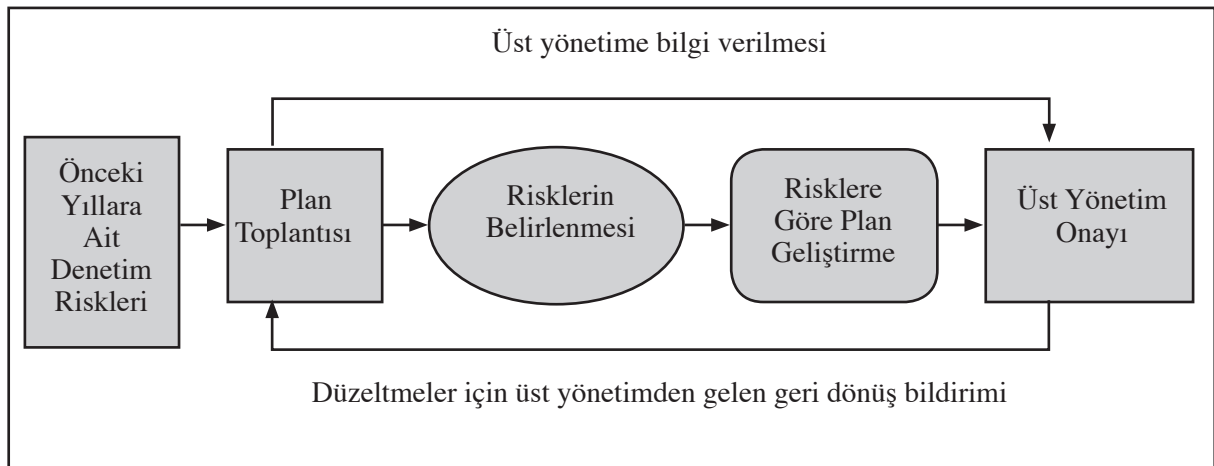 Üst yönetime bilgi verilmesi
Önceki
Yıllara
Ait
Denetim
Riskleri
Plan
Toplantısı
Risklerin
Belirlenmesi
Risklere
Göre Plan
Geliştirme
Üst Yönetim
Onayı
Düzeltmeler için üst yönetimden gelen geri dönüş bildirimi